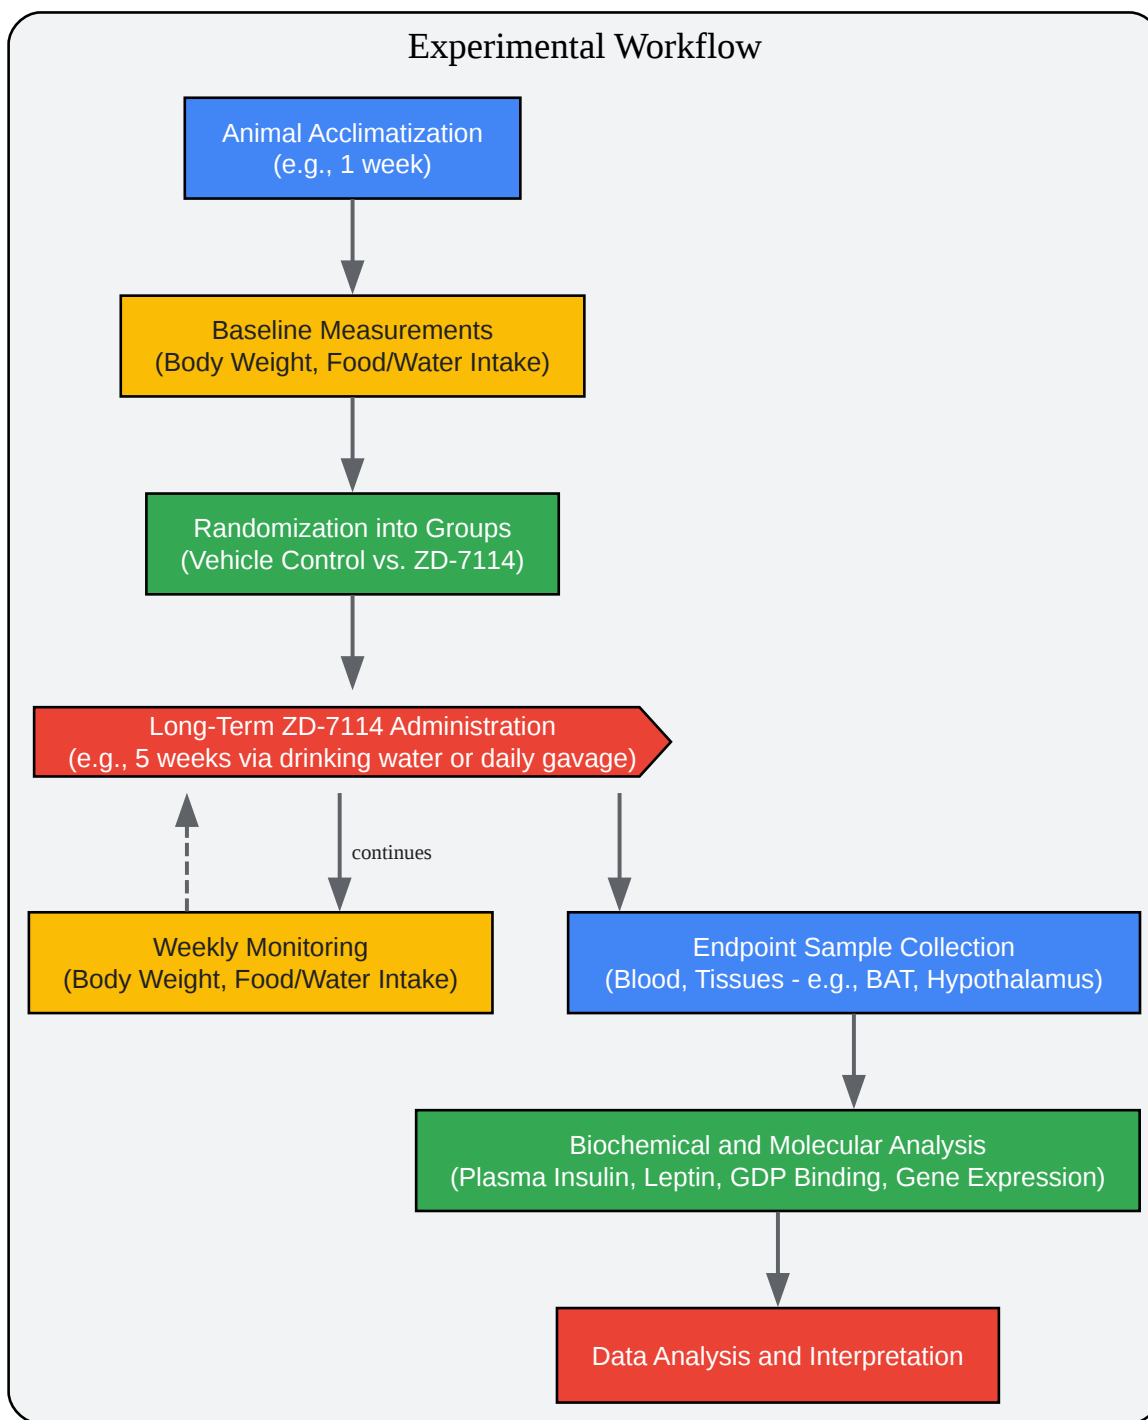 Experimental Workflow
Animal Acclimatization
(e.g., 1 week)
Baseline Measurements
(Body Weight, Food/Water Intake)
Randomization into Groups
(Vehicle Control vs. ZD-7114)
Long-Term ZD-7114 Administration
(e.g., 5 weeks via drinking water or daily gavage)
continues
Weekly Monitoring
(Body Weight, Food/Water Intake)
Endpoint Sample Collection
(Blood, Tissues - e.g., BAT, Hypothalamus)
Biochemical and Molecular Analysis
(Plasma Insulin, Leptin, GDP Binding, Gene Expression)
Data Analysis and Interpretation